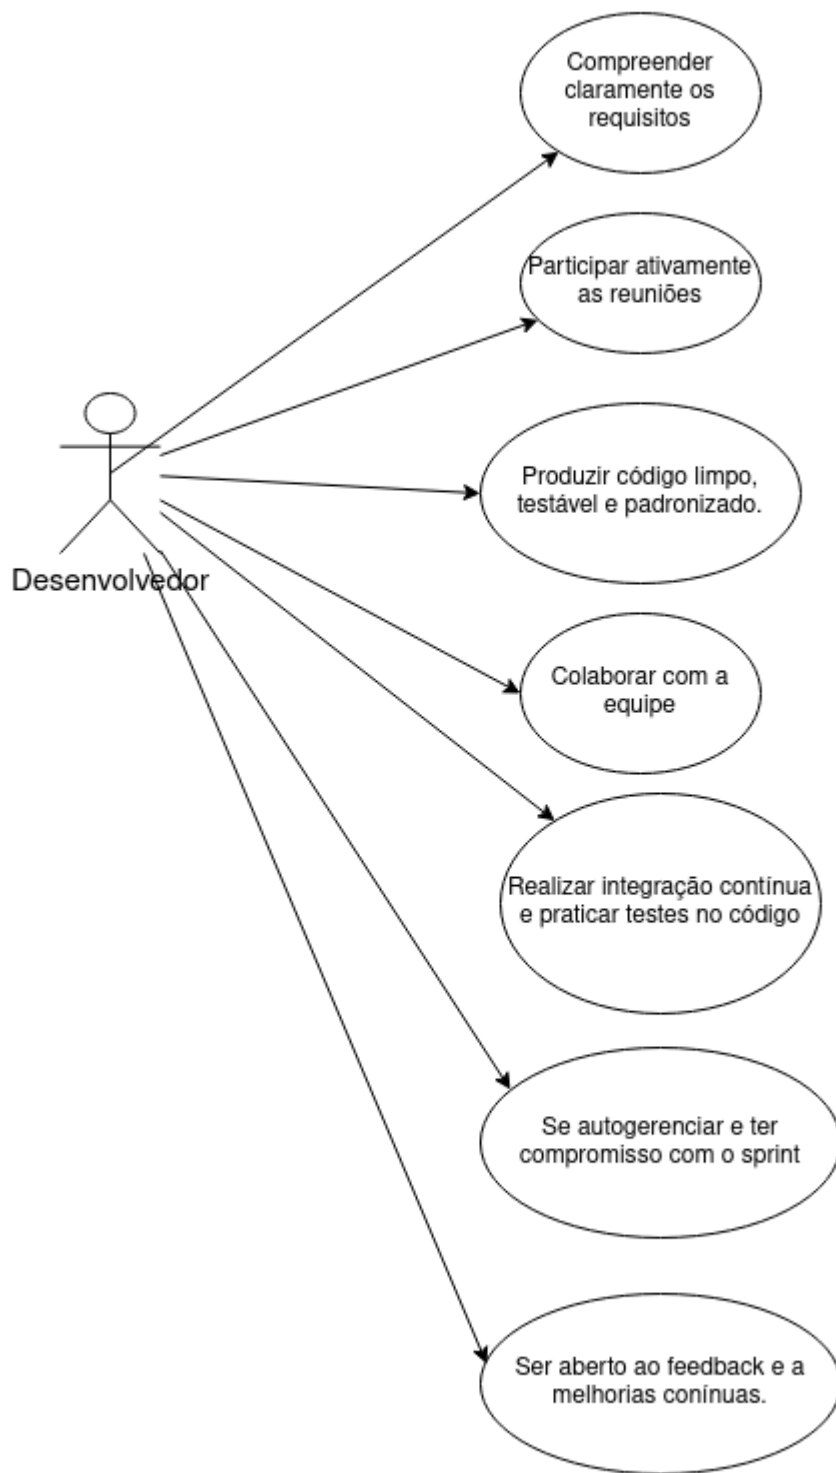 Compreender
claramente os
requisitos
Participar ativamente
as reuniões
Produzir código limpo,
testável e padronizado.
Desenvolvedor
Colaborar com a
equipe
Realizar integração contínua
e praticar testes no código
Se autogerenciar e ter
compromisso com o sprint
Ser aberto ao feedback e a
melhorias conínuas.